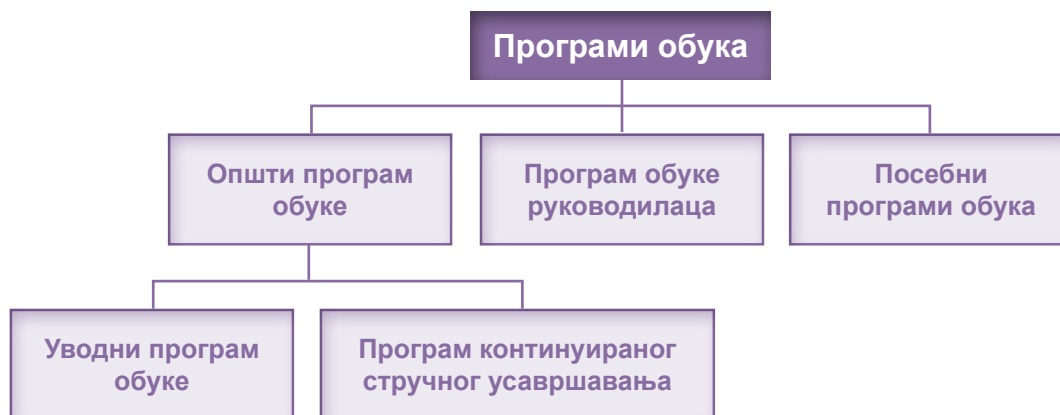 Програми обука
Општи програм
обуке
Програм обуке
руководилаца
Посебни
програми обука
Уводни програм
обуке
Програм континуираног
стручног усавршавања